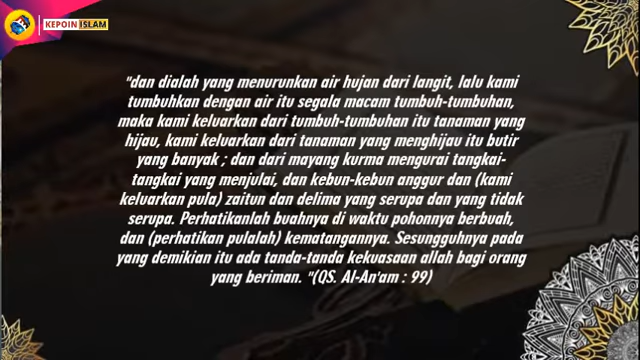 KEPOIN ISLAM
"dan dialah yang menurunkan air hujan dari langit, lalu kami
tumbuhkan dengan air itu segala macam tumbuh-tumbuhan,
maka kami keluarkan dari tumbuh-tumbuhan itu tanaman yang
hijau, kami keluarkan dari tanaman yang menghijau itu butir
yang banyak ; dan dari mayang kurma mengurai tangkai-
tangkai yang menjulai, dan kebun-kebun anggur dan (kami
keluarkan pula) zaitun dan delima yang serupa dan yang tidak
serupa. Perhatikanlah buahnya di waktu pohonnya berbuah,
dan (perhatikan pulalah) kematangannya. Sesungguhnya pada
yang demikian itu ada tanda-tanda kekuasaan allah bagi orang
yang beriman. "(QS. Al-An'am : 99)